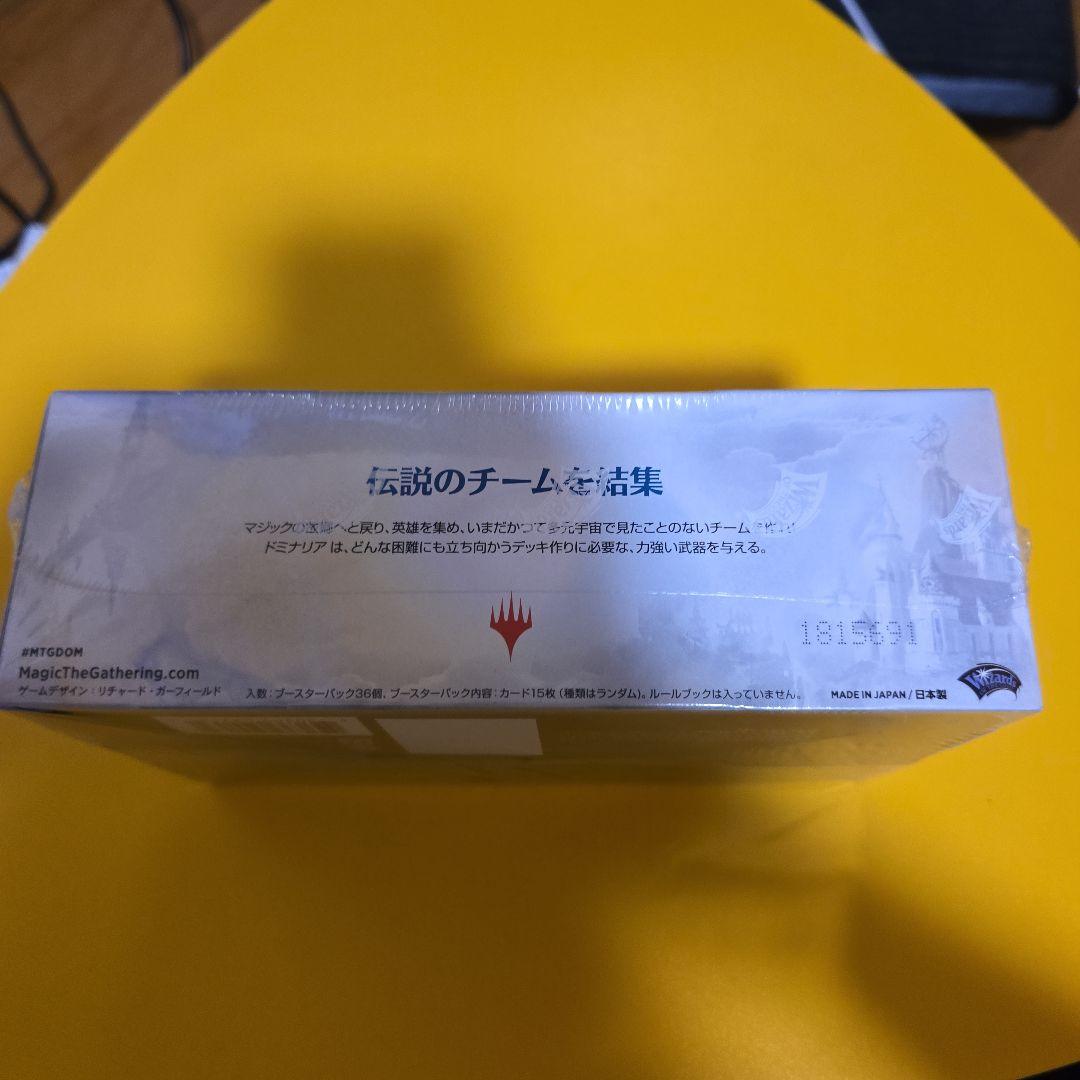 伝説のチームを結集
マジックの故郷へと戻り、英雄を集め、いまだかつて多元宇宙で見たことのないチームを作れ!
ドミナリア は、どんな困難にも立ち向かうデッキ作りに必要な、力強い武器を与える。
1815691
#MTGDOM
MagicTheGathering.com
ゲームデザイン:リチャード・ガーフィールド
入数:ブースターパック36個、ブースターパック内容:カード15枚(種類はランダム)。ルールブックは入っていません。
MADE IN JAPAN / 日本製
Wizards